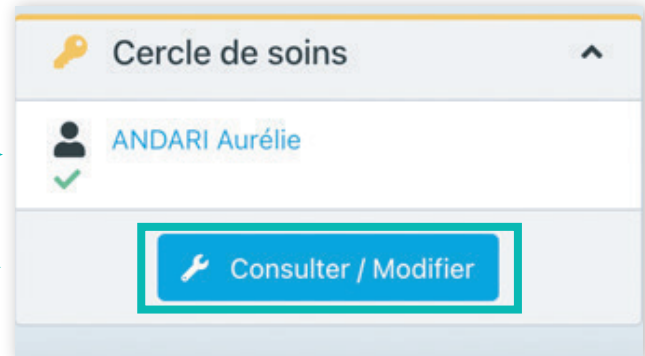 Cercle de soins
ANDARI Aurélie
Consulter / Modifier